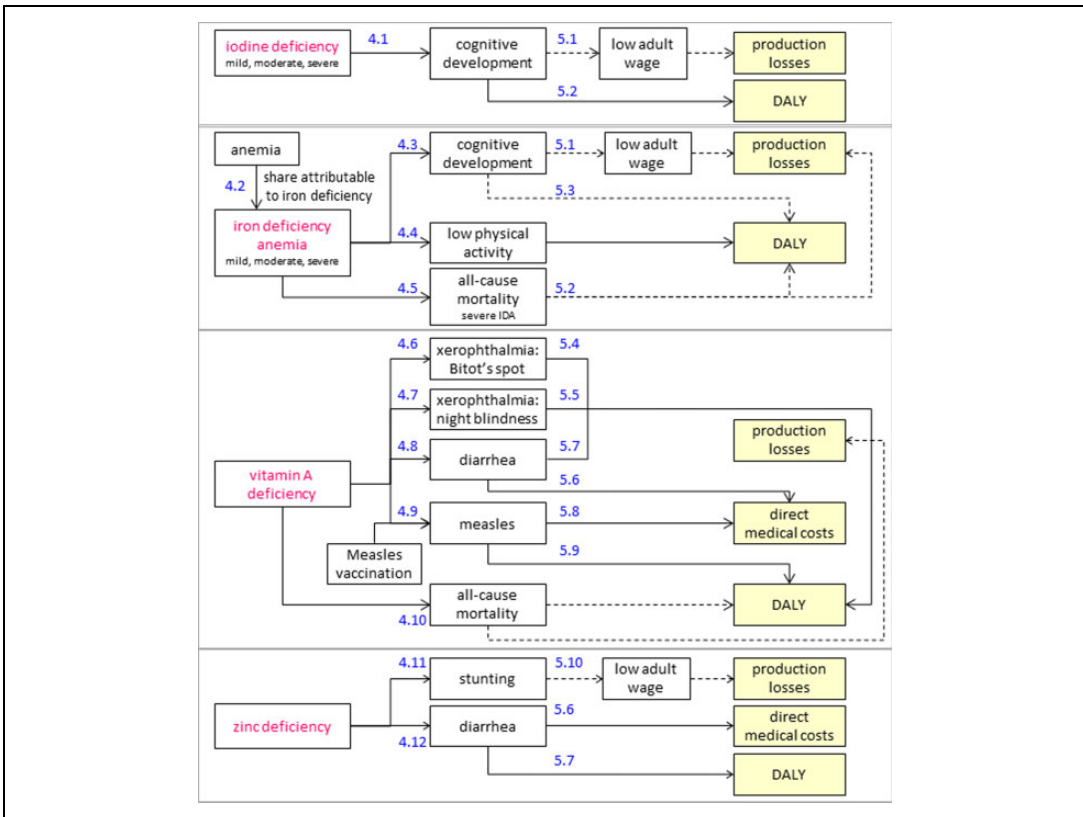 iodine deficiency
mild, moderate, severe
4.1
cognitive
development
5.1
low adult
wage
production
losses
5.2
DALY
anemia
4.2
share attributable
to iron deficiency
iron deficiency
anemia
mild, moderate, severe
4.3
cognitive
development
5.1
low adult
wage
production
losses
5.3
4.4
low physical
activity
DALY
4.5
all-cause
mortality
severe IDA
5.2
vitamin A
deficiency
4.6
xerophthalmia:
Bitot's spot
5.4
4.7
xerophthalmia:
night blindness
5.5
production
losses
4.8
diarrhea
5.7
5.6
4.9
measles
5.8
direct
medical costs
Measles
vaccination
5.9
4.10
all-cause
mortality
DALY
zinc deficiency
4.11
stunting
5.10
low adult
wage
production
losses
4.12
diarrhea
5.6
direct
medical costs
5.7
DALY